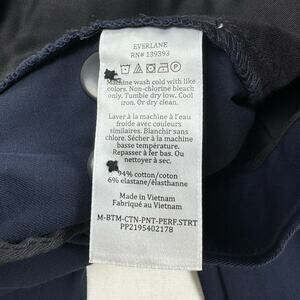 EVERLANE
RN# 139393
Machine wash cold with like
colors. Non-chlorine bleach
only. Tumble dry low. Cool
iron. Or dry clean.
Laver à la machine à l'eau
froide avec des couleurs
similaires. Blanchir sans
chlore. Sécher à la machine
basse température.
Repasser à fer bas. Ou
nettoyer à sec.
94% cotton/coton
6% elastane/élasthanne
Made in Vietnam
Fabriqué au Vietnam
M-BTM-CTN-PNT-PERF.STRT
PP2195402178